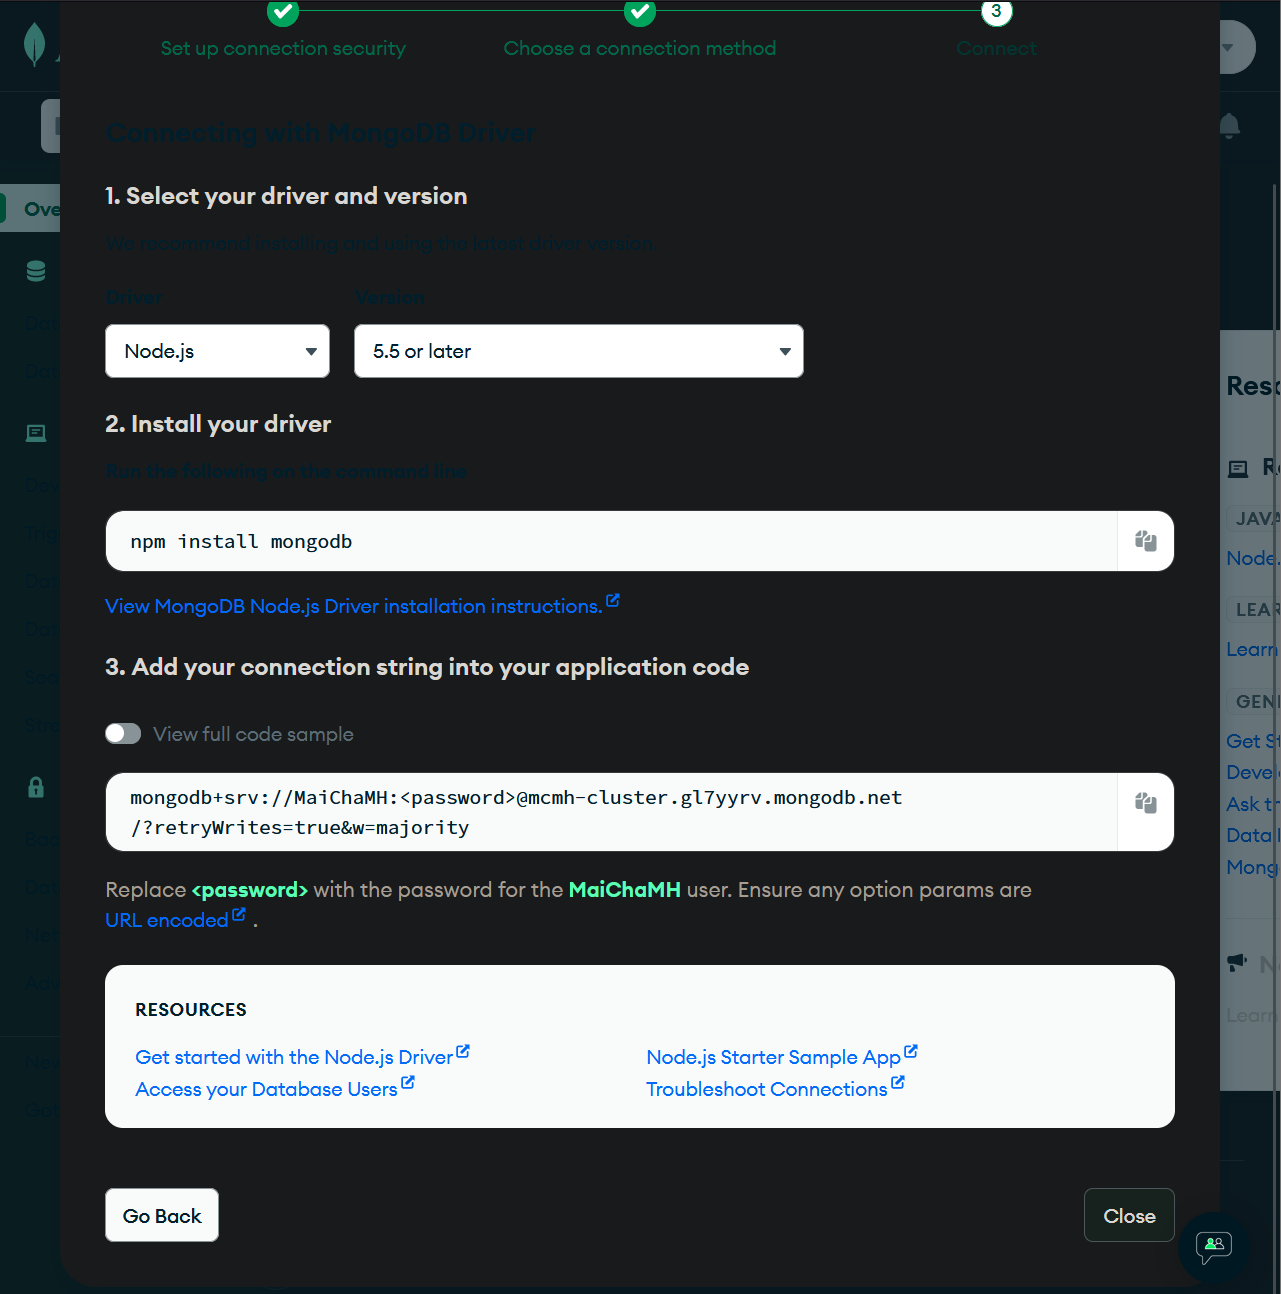 3
Set up connection security
Choose a connection method
Connect
Connecting with MongoDB Driver
1. Select your driver and version
We recommend installing and using the latest driver version.
Driver
Version
Node.js
5.5 or later
2. Install your driver
Run the following on the command line
npm install mongodb
View MongoDB Node.js Driver installation instructions.
3. Add your connection string into your application code
View full code sample
mongodb+srv://MaiChaMH:<password>@mcmh-cluster.gl7yyrv.mongodb.net
/?retryWrites=true&w=majority
Replace <password> with the password for the MaiChaMH user. Ensure any option params are
URL encoded .
RESOURCES
Get started with the Node.js Driver
Node.js Starter Sample App
Access your Database Users
Troubleshoot Connections
Go Back
Close
Ove
Res
JAVA
Node.
LEAR
Learn
GENE
Get St
Devel
Ask th
Data
Mong
Learn